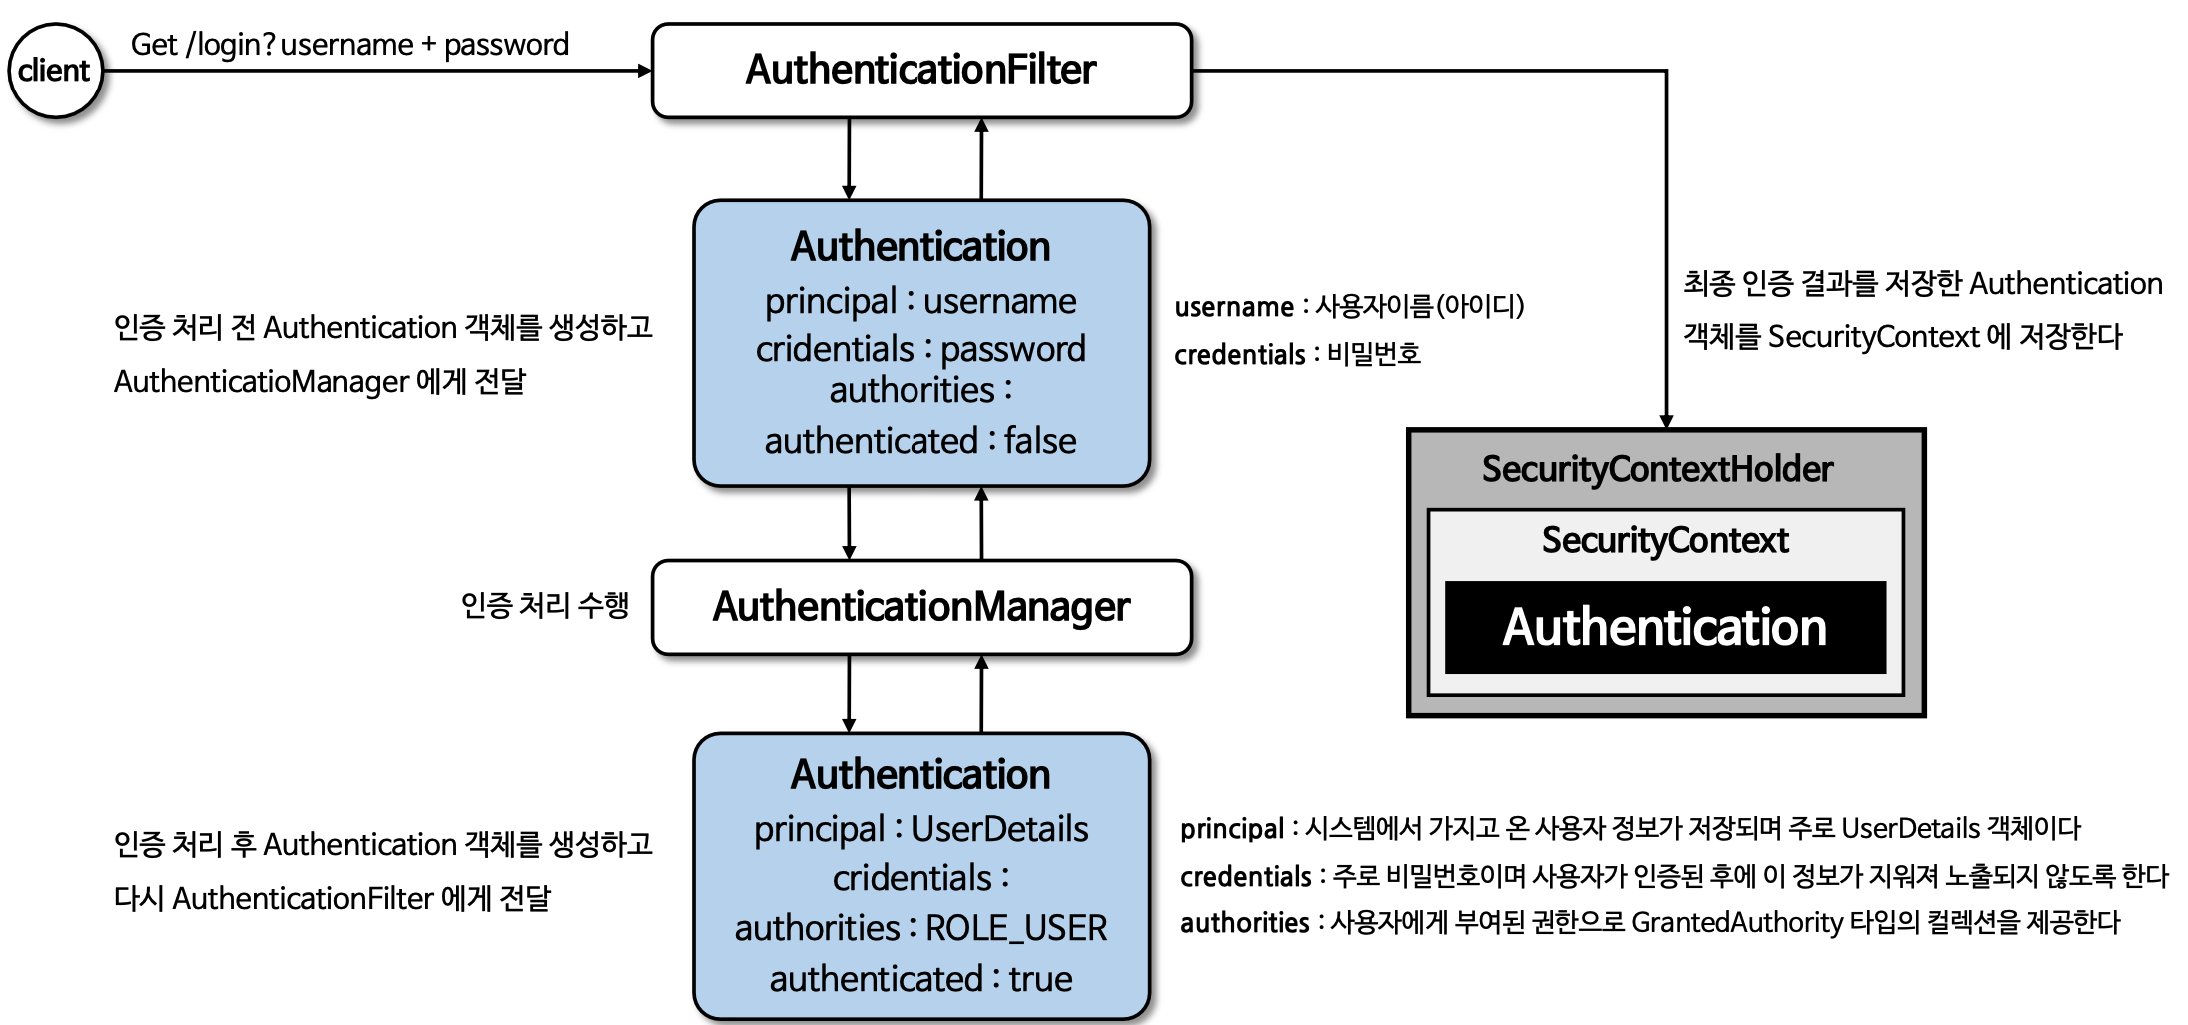 client
Get /login? username + password
AuthenticationFilter
Authentication
principal : username
cridentials : password
authorities :
authenticated : false
인증 처리 전 Authentication 객체를 생성하고
AuthenticatioManager 에게 전달
username : 사용자이름(아이디)
credentials : 비밀번호
최종 인증 결과를 저장한 Authentication
객체를 SecurityContext 에 저장한다
SecurityContextHolder
SecurityContext
Authentication
인증 처리 수행
AuthenticationManager
Authentication
principal : UserDetails
cridentials :
authorities : ROLE_USER
authenticated : true
인증 처리 후 Authentication 객체를 생성하고
다시 AuthenticationFilter 에게 전달
principal : 시스템에서 가지고 온 사용자 정보가 저장되며 주로 UserDetails 객체이다
credentials : 주로 비밀번호이며 사용자가 인증된 후에 이 정보가 지워져 노출되지 않도록 한다
authorities : 사용자에게 부여된 권한으로 GrantedAuthority 타입의 컬렉션을 제공한다